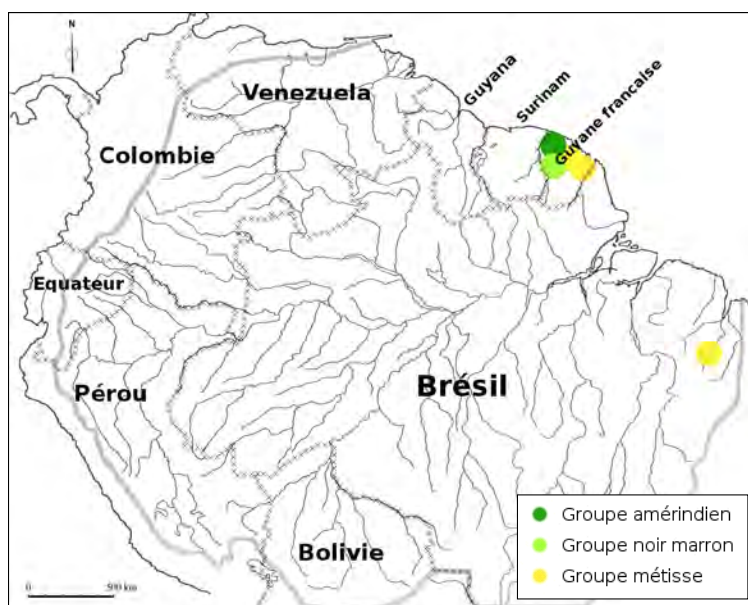 N
Venezuela
Guyana
Surinam
Guyane francaise
Colombie
Equateur
Pérou
Brésil
Bolivie
0 500 km
Groupe amérindien
Groupe noir marron
Groupe métisse